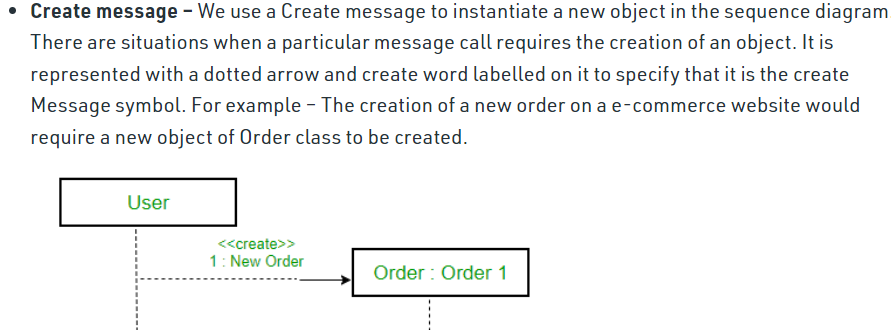 • Create message – We use a Create message to instantiate a new object in the sequence diagram
There are situations when a particular message call requires the creation of an object. It is
represented with a dotted arrow and create word labelled on it to specify that it is the create
Message symbol. For example – The creation of a new order on a e-commerce website would
require a new object of Order class to be created.
User
<<create>>
1 : New Order
Order : Order 1